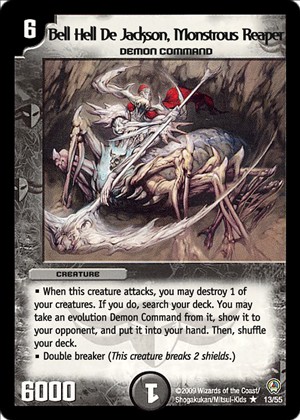 6
Bell Hell De Jackson, Monstrous Reaper
DEMON COMMAND
CREATURE
• When this creature attacks, you may destroy 1 of
your creatures. If you do, search your deck. You may
take an evolution Demon Command from it, show it to
your opponent, and put it into your hand. Then, shuffle
your deck.
• Double breaker (This creature breaks 2 shields.)
6000
1
©2009 Wizards of the Coast/
Shogakukan/Mitsui-Kids ★ 13/55